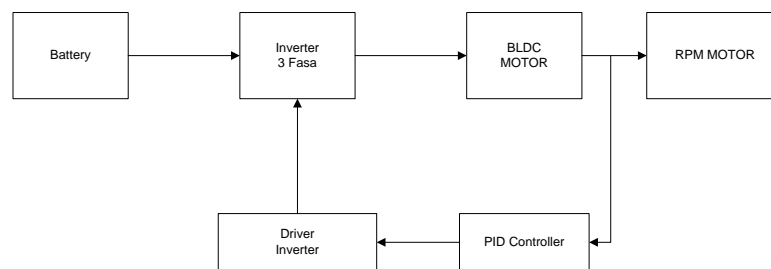 Battery
Inverter
3 Fasa
BLDC
MOTOR
RPM MOTOR
Driver
Inverter
PID Controller